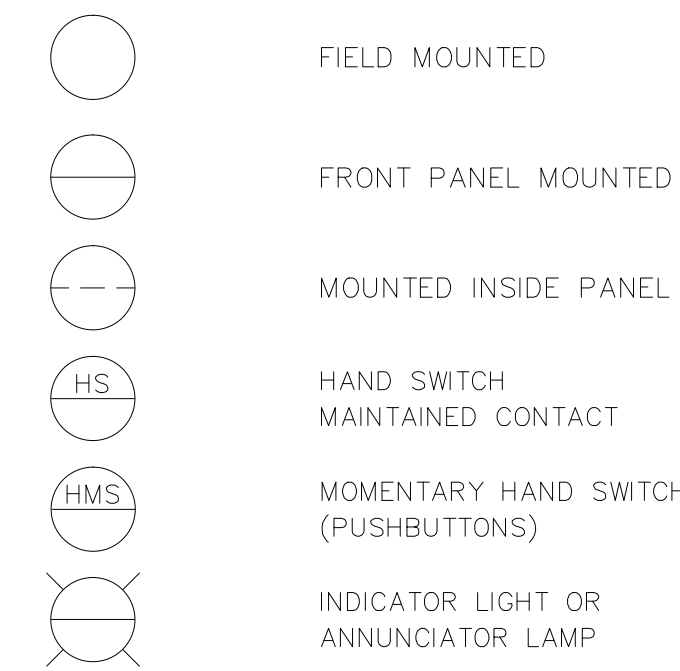 FIELD MOUNTED
FRONT PANEL MOUNTED
MOUNTED INSIDE PANEL
HS
HAND SWITCH
MAINTAINED CONTACT
HMS
MOMENTARY HAND SWITCH
(PUSHBUTTONS)
INDICATOR LIGHT OR
ANNUNCIATOR LAMP